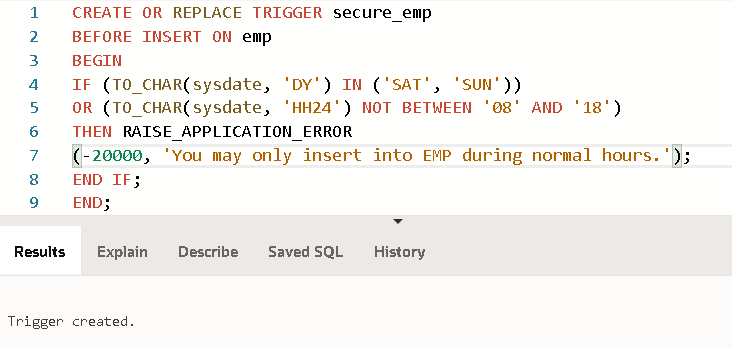 1 CREATE OR REPLACE TRIGGER secure_emp
2 BEFORE INSERT ON emp
3 BEGIN
4 IF (TO_CHAR(sysdate, 'DY') IN ('SAT', 'SUN'))
5 OR (TO_CHAR(sysdate, 'HH24') NOT BETWEEN '08' AND '18')
6 THEN RAISE_APPLICATION_ERROR
7 (-20000, 'You may only insert into EMP during normal hours.');
8 END IF;
9 END;
Results Explain Describe Saved SQL History
Trigger created.